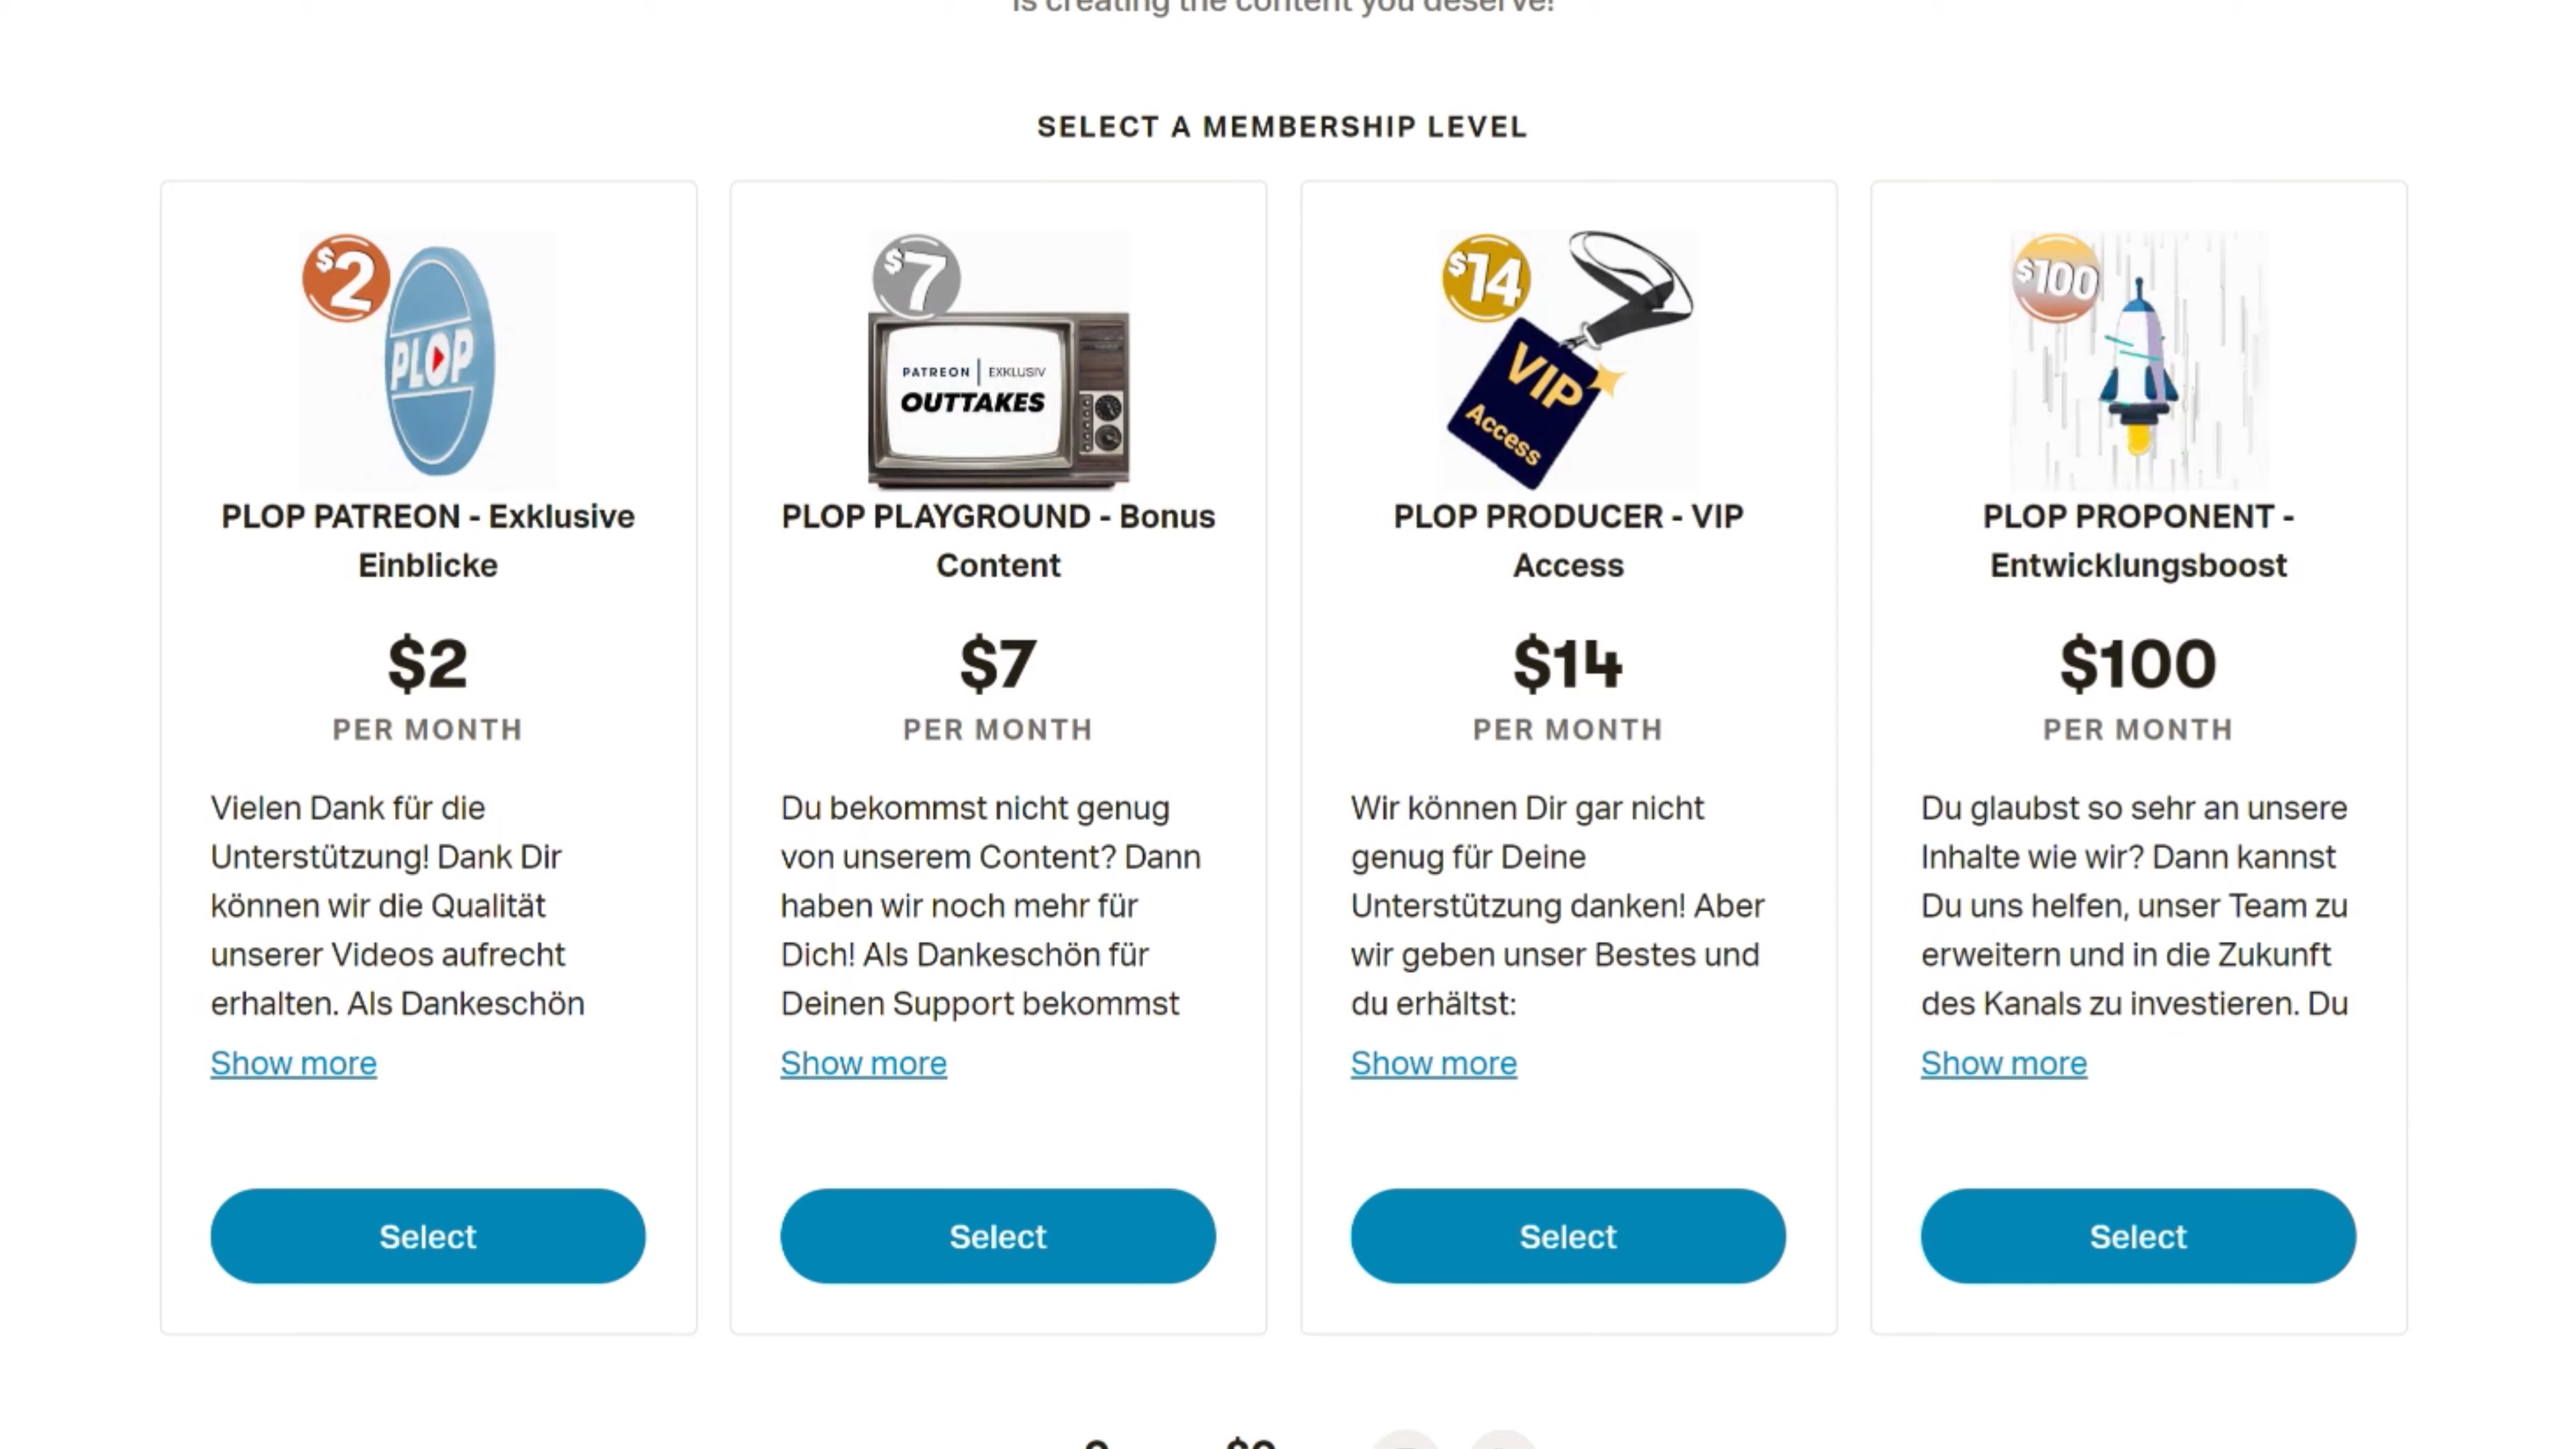 is creating the content you deserve!
SELECT A MEMBERSHIP LEVEL
$2
PLOP
PLOP PATREON - Exklusive
Einblicke
$2
PER MONTH
Vielen Dank für die
Unterstützung! Dank Dir
können wir die Qualität
unserer Videos aufrecht
erhalten. Als Dankeschön
Show more
Select
$7
PATREON | EXKLUSIV
OUTTAKES
PLOP PLAYGROUND - Bonus
Content
$7
PER MONTH
Du bekommst nicht genug
von unserem Content? Dann
haben wir noch mehr für
Dich! Als Dankeschön für
Deinen Support bekommst
Show more
Select
$14
VIP
Access
PLOP PRODUCER - VIP
Access
$14
PER MONTH
Wir können Dir gar nicht
genug für Deine
Unterstützung danken! Aber
wir geben unser Bestes und
du erhältst:
Show more
Select
$100
PLOP PROPONENT -
Entwicklungsboost
$100
PER MONTH
Du glaubst so sehr an unsere
Inhalte wie wir? Dann kannst
Du uns helfen, unser Team zu
erweitern und in die Zukunft
des Kanals zu investieren. Du
Show more
Select